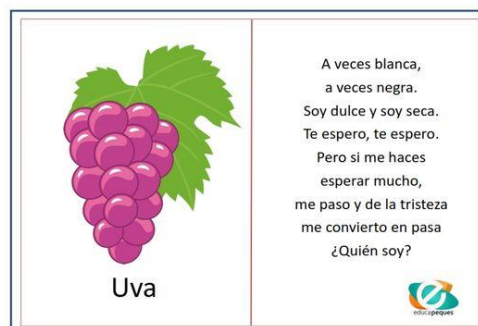 Uva
A veces blanca,
a veces negra.
Soy dulce y soy seca.
Te espero, te espero.
Pero si me haces
esperar mucho,
me paso y de la tristeza
me convierto en pasa
¿Quién soy?
educapeques